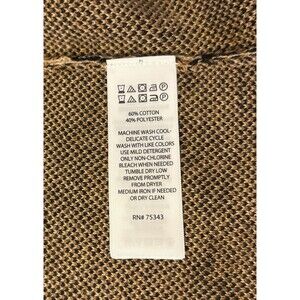 60% COTTON
40% POLYESTER
MACHINE WASH COOL-
DELICATE CYCLE
WASH WITH LIKE COLORS
USE MILD DETERGENT
ONLY NON-CHLORINE
BLEACH WHEN NEEDED
TUMBLE DRY LOW
REMOVE PROMPTLY
FROM DRYER
MEDIUM IRON IF NEEDED
OR DRY CLEAN
RN# 75343